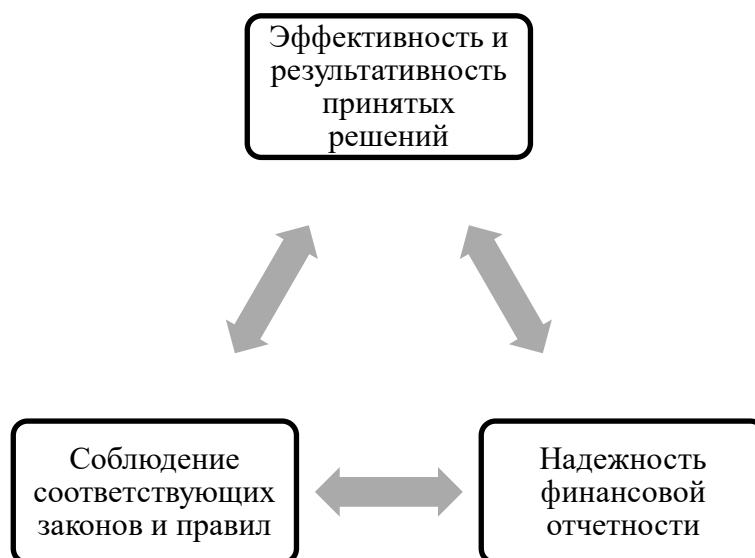 Эффективность и
результативность
принятых
решений
Соблюдение
соответствующих
законов и правил
Надежность
финансовой
отчетности